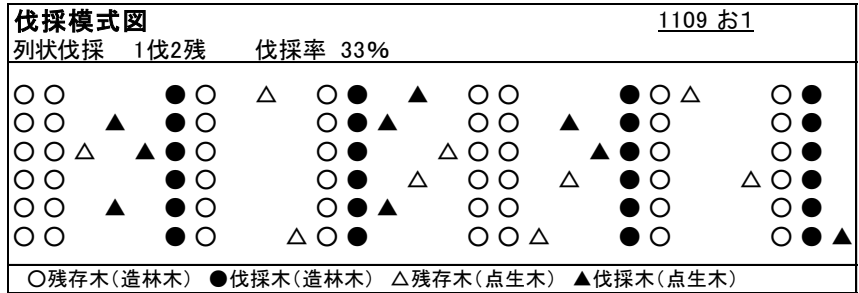 伐採模式図 1109 お1
列状伐採 1伐2残 伐採率 33%
○残存木(造林木) ●伐採木(造林木) △残存木(点生木) ▲伐採木(点生木)